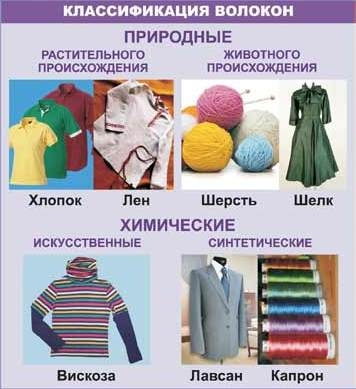 КЛАССИФИКАЦИЯ ВОЛОКОН
ПРИРОДНЫЕ
РАСТИТЕЛЬНОГО ПРОИСХОЖДЕНИЯ
ЖИВОТНОГО ПРОИСХОЖДЕНИЯ
Хлопок Лен Шерсть Шелк
ХИМИЧЕСКИЕ
ИСКУССТВЕННЫЕ СИНТЕТИЧЕСКИЕ
Вискоза Лавсан Капрон